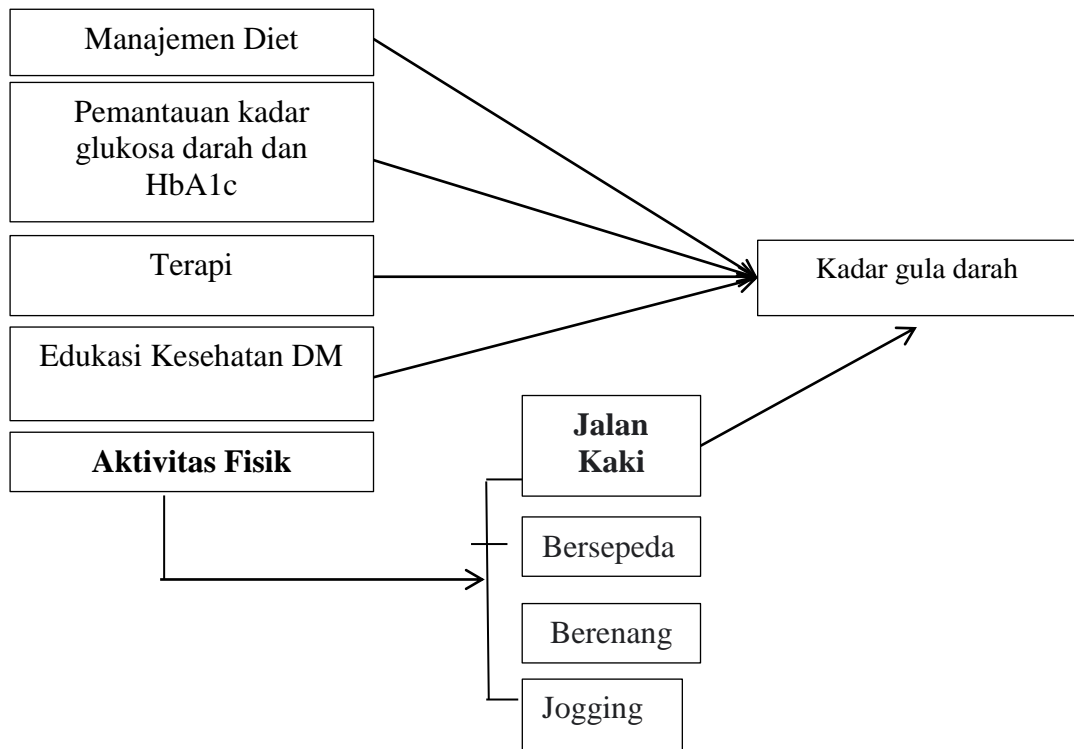 Manajemen Diet
Pemantauan kadar
glukosa darah dan
HbA1c
Terapi
Kadar gula darah
Edukasi Kesehatan DM
Aktivitas Fisik
Jalan
Kaki
Bersepeda
Berenang
Jogging